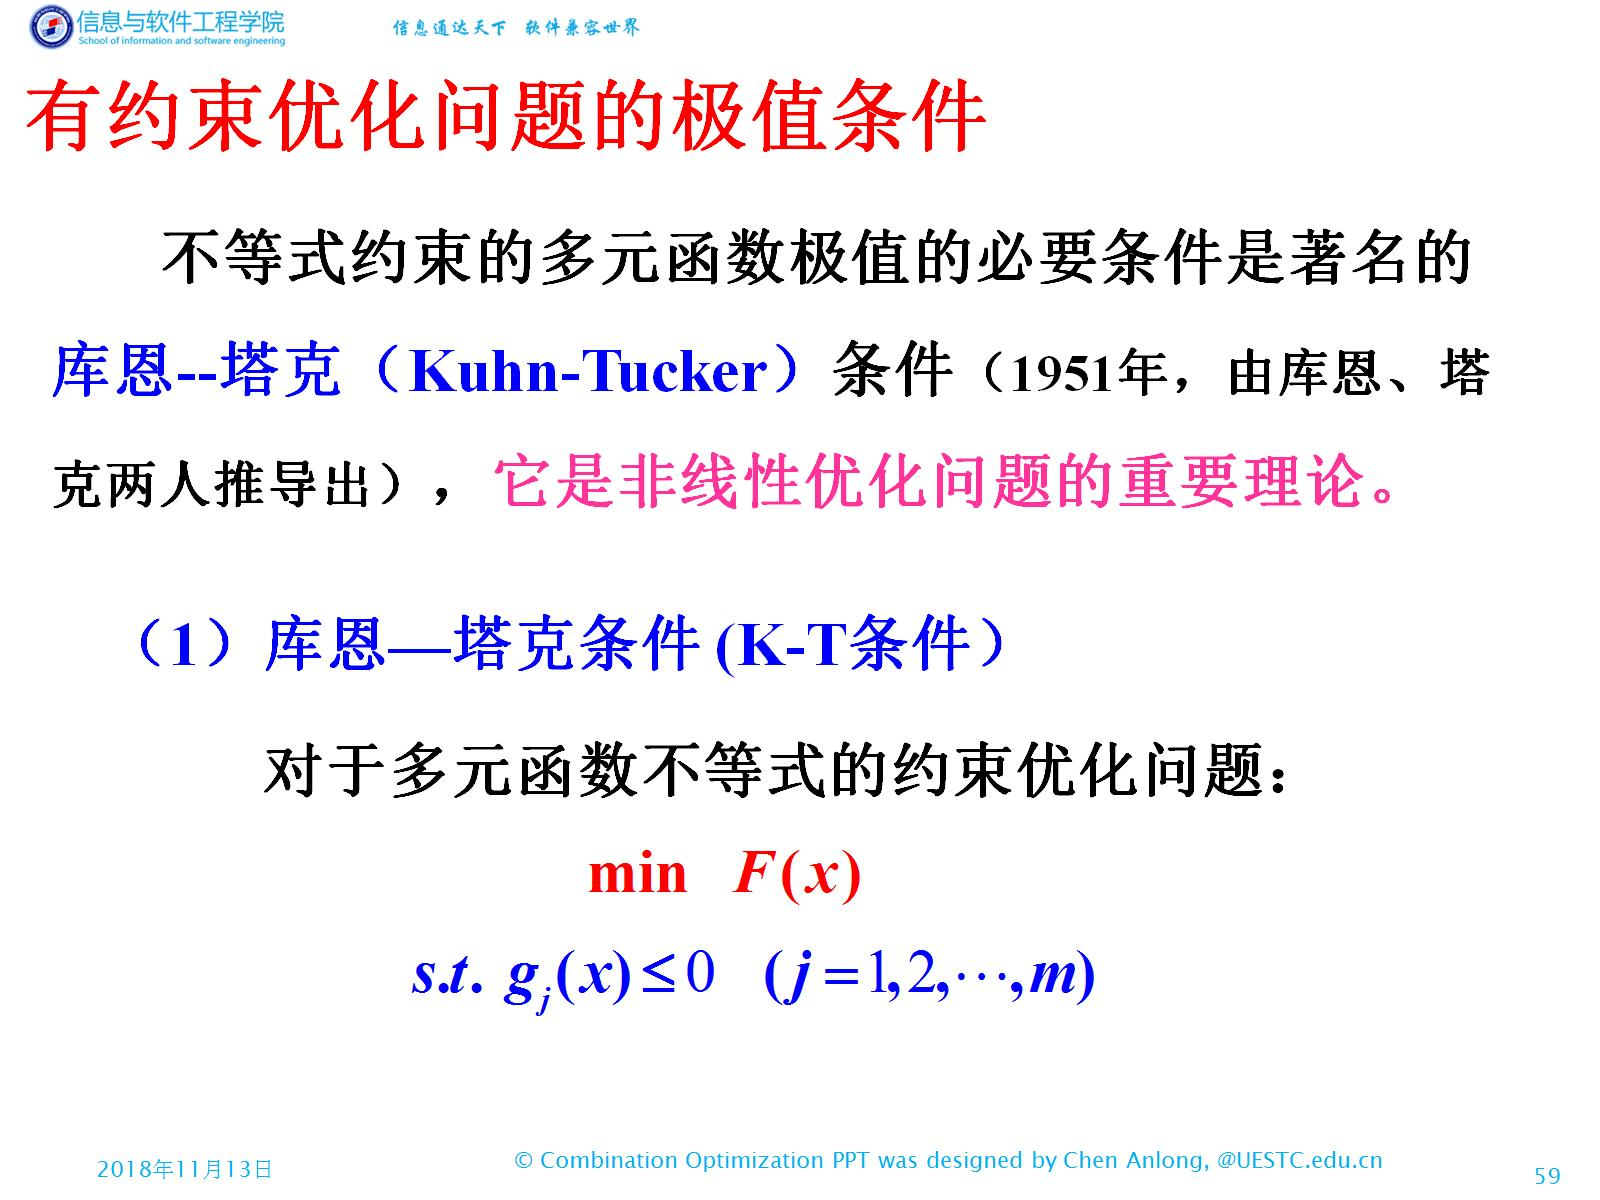 信息与软件工程学院
School of information and software engineering
信息通达天下 软件兼容世界
有约束优化问题的极值条件
不等式约束的多元函数极值的必要条件是著名的
库恩--塔克（Kuhn-Tucker）条件（1951年，由库恩、塔
克两人推导出），它是非线性优化问题的重要理论。
（1）库恩—塔克条件 (K-T条件）
对于多元函数不等式的约束优化问题：
min F(x)
s.t. gⱼ(x)≤0 (j=1,2,⋯,m)
2018年11月13日
© Combination Optimization PPT was designed by Chen Anlong, @UESTC.edu.cn
59